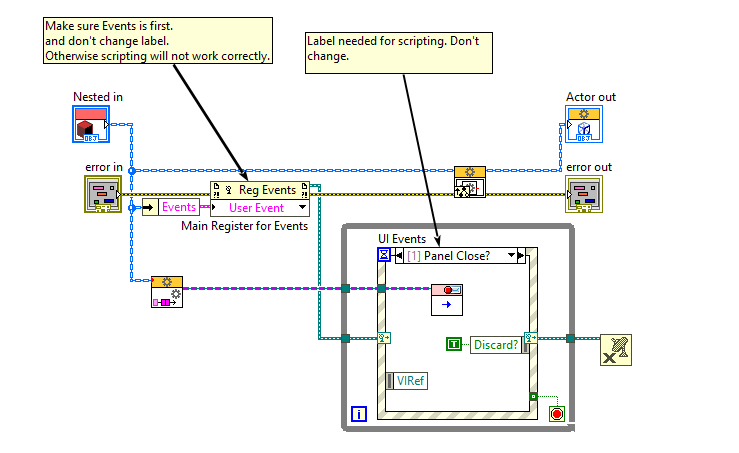 Make sure Events is first.
and don't change label.
Otherwise scripting will not work correctly.
Label needed for scripting. Don't
change.
Nested in
Actor out
OBJ
OBJ
error in
error out
Reg Events
Events
User Event
Main Register for Events
UI Events
[1] Panel Close?
T
Discard?
X
VIRef
i